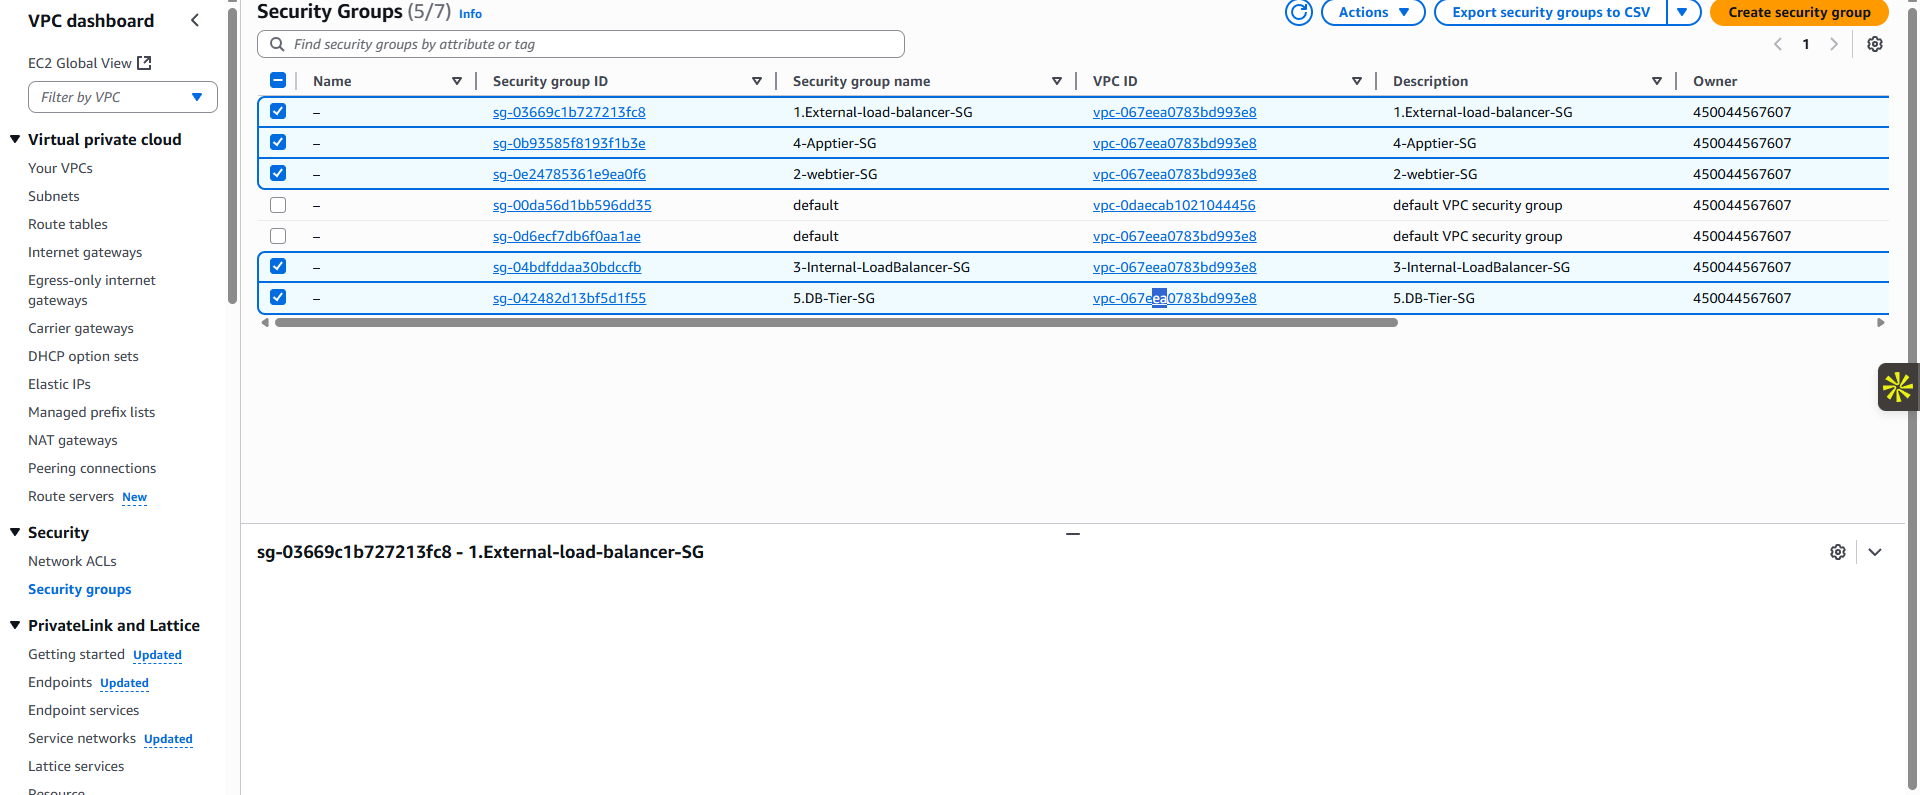 VPC dashboard
EC2 Global View
Filter by VPC
Virtual private cloud
Your VPCs
Subnets
Route tables
Internet gateways
Egress-only internet
gateways
Carrier gateways
DHCP option sets
Elastic IPs
Managed prefix lists
NAT gateways
Peering connections
Route servers New
Security
Network ACLs
Security groups
PrivateLink and Lattice
Getting started Updated
Endpoints Updated
Endpoint services
Service networks Updated
Lattice services
Resource
Security Groups (5/7) Info
Actions
Export security groups to CSV
Create security group
Find security groups by attribute or tag
1
Name Security group ID Security group name VPC ID Description Owner
– sg-03669c1b727213fc8 1.External-load-balancer-SG vpc-067eea0783bd993e8 1.External-load-balancer-SG 450044567607
– sg-0b93585f8193f1b3e 4-Apptier-SG vpc-067eea0783bd993e8 4-Apptier-SG 450044567607
– sg-0e24785361e9ea0f6 2-webtier-SG vpc-067eea0783bd993e8 2-webtier-SG 450044567607
– sg-00da56d1bb596dd35 default vpc-0daecab1021044456 default VPC security group 450044567607
– sg-0d6ecf7db6f0aa1ae default vpc-067eea0783bd993e8 default VPC security group 450044567607
– sg-04bdfddaa30bdccfb 3-Internal-LoadBalancer-SG vpc-067eea0783bd993e8 3-Internal-LoadBalancer-SG 450044567607
– sg-042482d13bf5d1f55 5.DB-Tier-SG vpc-067eea0783bd993e8 5.DB-Tier-SG 450044567607
sg-03669c1b727213fc8 - 1.External-load-balancer-SG